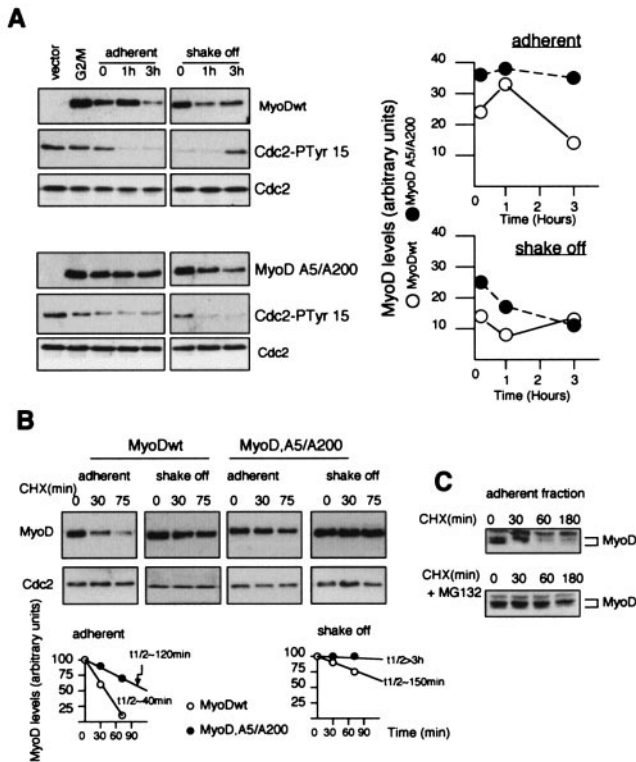 A
vector
G2/M
adherent
0 1h 3h
shake off
0 1h 3h
MyoDwt
Cdc2-PTyr 15
Cdc2
MyoD A5/A200
Cdc2-PTyr 15
Cdc2
MyoD levels (arbitrary units)
MyoDwt
MyoD A5/A200
adherent
40
30
20
10
0 1 2 3
Time (Hours)
shake off
30
20
10
0 1 2 3
Time (Hours)
B
MyoDwt MyoD,A5/A200
adherent shake off adherent shake off
CHX(min) 0 30 75 0 30 75 0 30 75 0 30 75
MyoD
Cdc2
MyoD levels (arbitrary units)
adherent
100
75
50
25
t1/2~120min
t1/2~40min
0 30 60 90
MyoDwt
MyoD,A5/A200
shake off
100
75
50
25
t1/2>3h
t1/2~150min
0 30 60 90
Time (min)
C
adherent fraction
CHX(min) 0 30 60 180
MyoD
CHX(min) 0 30 60 180
+ MG132
MyoD